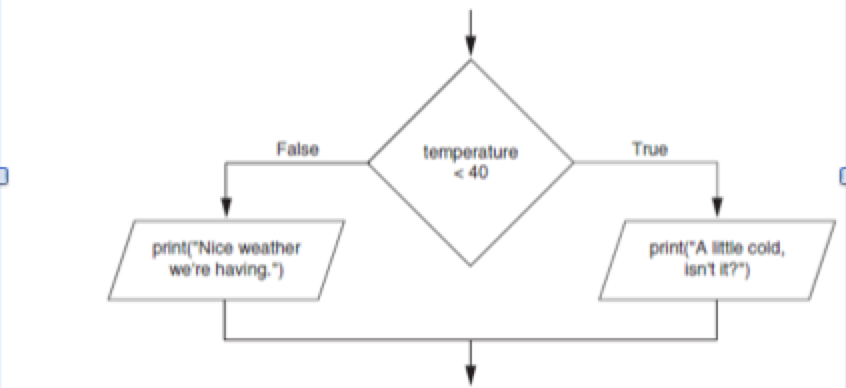 False
temperature
< 40
True
print("Nice weather
we're having.")
print("A little cold,
isn't it?")